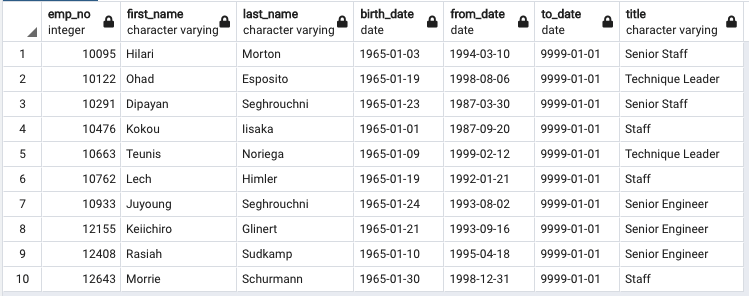 emp_no first_name last_name birth_date from_date to_date title
integer character varying character varying date date date character varying
1 10095 Hilari Morton 1965-01-03 1994-03-10 9999-01-01 Senior Staff
2 10122 Ohad Esposito 1965-01-19 1998-08-06 9999-01-01 Technique Leader
3 10291 Dipayan Seghrouchni 1965-01-23 1987-03-30 9999-01-01 Senior Staff
4 10476 Kokou Iisaka 1965-01-01 1987-09-20 9999-01-01 Staff
5 10663 Teunis Noriega 1965-01-09 1999-02-12 9999-01-01 Technique Leader
6 10762 Lech Himler 1965-01-19 1992-01-21 9999-01-01 Staff
7 10933 Juyoung Seghrouchni 1965-01-24 1993-08-02 9999-01-01 Senior Engineer
8 12155 Keiichiro Glinert 1965-01-21 1993-09-16 9999-01-01 Senior Engineer
9 12408 Rasiah Sudkamp 1965-01-10 1995-04-18 9999-01-01 Senior Engineer
10 12643 Morrie Schurmann 1965-01-30 1998-12-31 9999-01-01 Staff